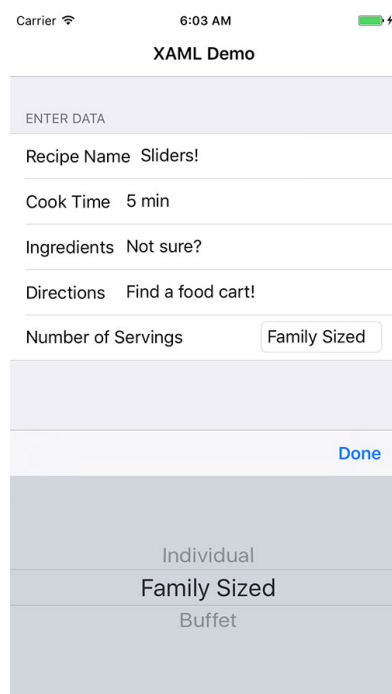 Carrier 6:03 AM
XAML Demo
ENTER DATA
Recipe Name Sliders!
Cook Time 5 min
Ingredients Not sure?
Directions Find a food cart!
Number of Servings Family Sized
Done
Individual
Family Sized
Buffet